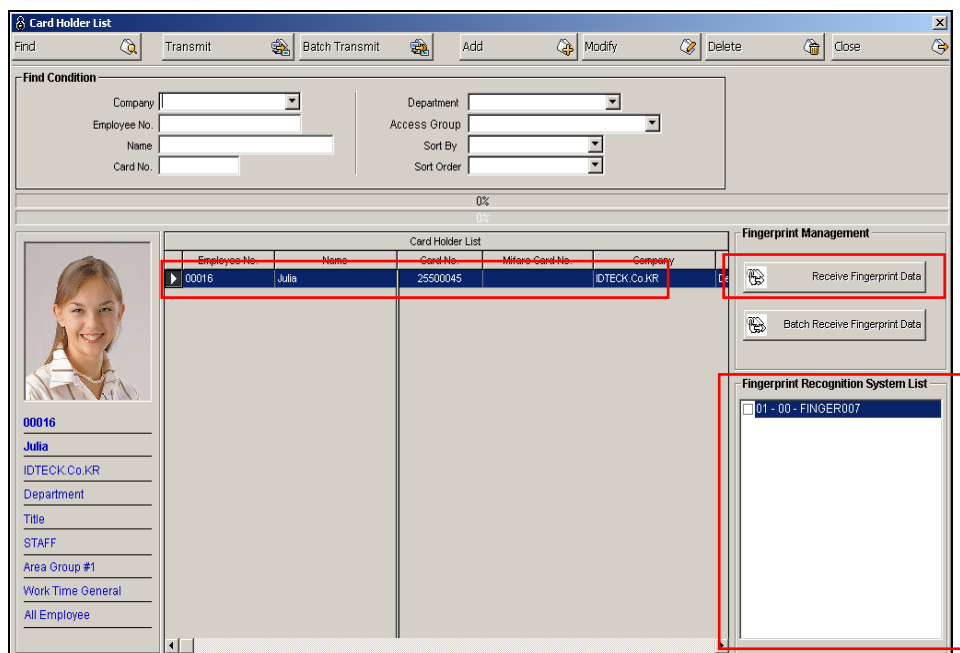 Card Holder List
Find Transmit Batch Transmit Add Modify Delete Close
Find Condition
Company
Employee No.
Name
Card No.
Department
Access Group
Sort By
Sort Order
0%
0%
Card Holder List
Employee No. Name Card No. Mifare Card No. Company
00016 Julia 25500045 IDTECK.Co.KR De
00016
Julia
IDTECK.Co.KR
Department
Title
STAFF
Area Group #1
Work Time General
All Employee
Fingerprint Management
Receive Fingerprint Data
Batch Receive Fingerprint Data
Fingerprint Recognition System List
01 - 00 - FINGER007